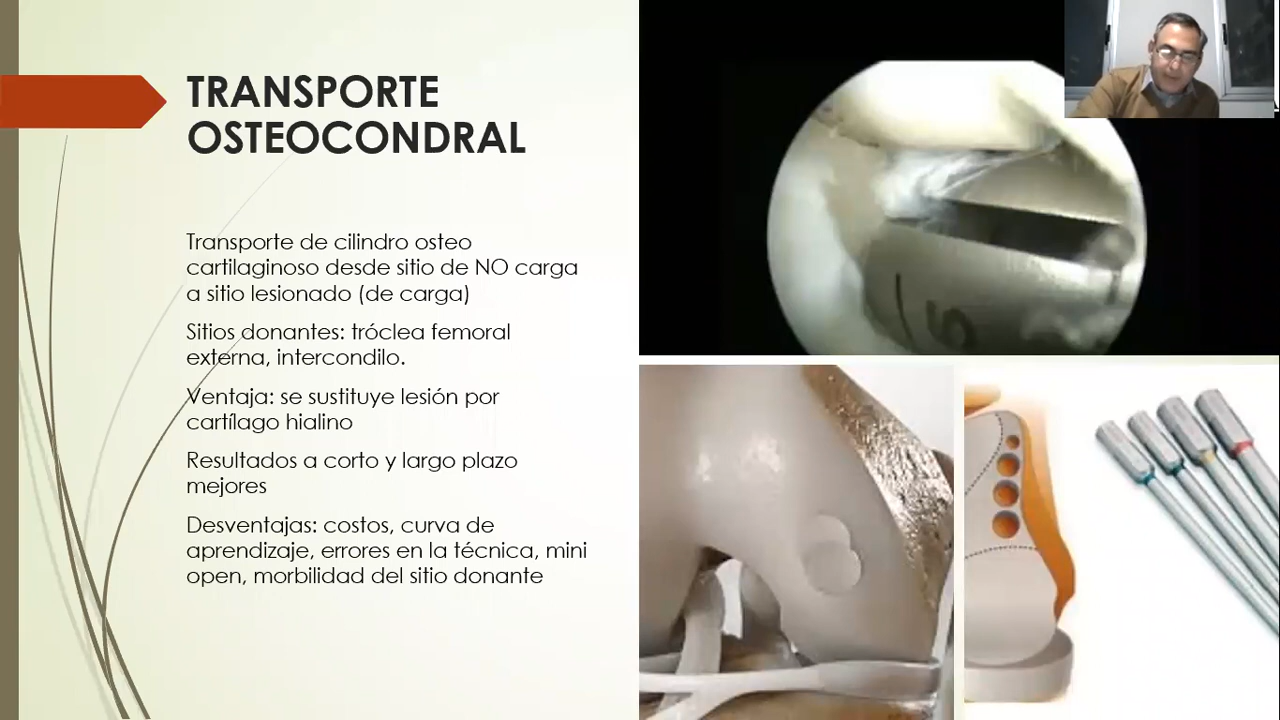 TRANSPORTE
OSTEOCONDRAL
Transporte de cilindro osteo
cartilaginoso desde sitio de NO carga
a sitio lesionado (de carga)
Sitios donantes: tróclea femoral
externa, intercondilo.
Ventaja: se sustituye lesión por
cartílago hialino
Resultados a corto y largo plazo
mejores
Desventajas: costos, curva de
aprendizaje, errores en la técnica, mini
open, morbilidad del sitio donante